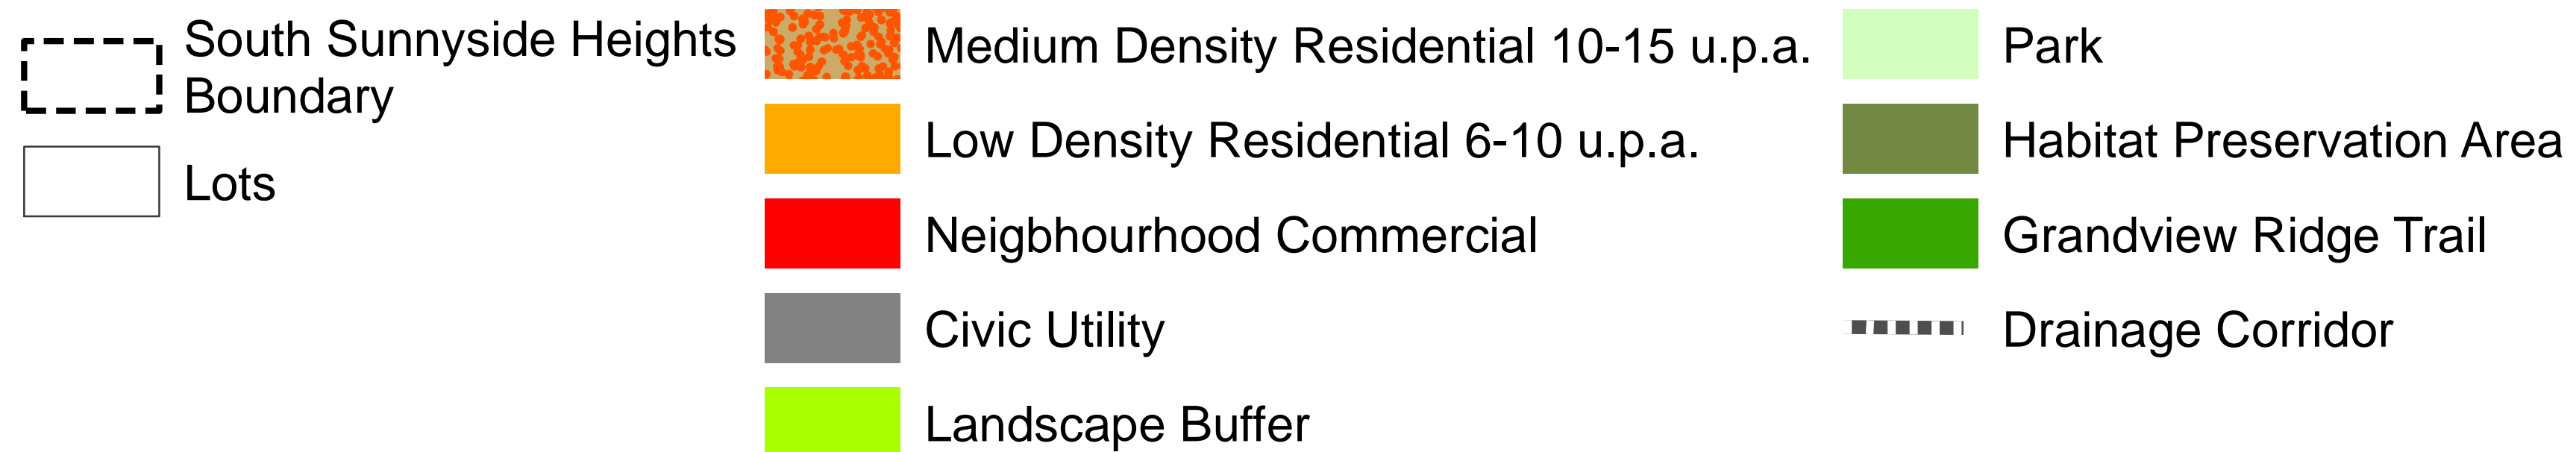 South Sunnyside Heights
Boundary
Lots
Medium Density Residential 10-15 u.p.a.
Low Density Residential 6-10 u.p.a.
Neigbhourhood Commercial
Civic Utility
Landscape Buffer
Park
Habitat Preservation Area
Grandview Ridge Trail
Drainage Corridor